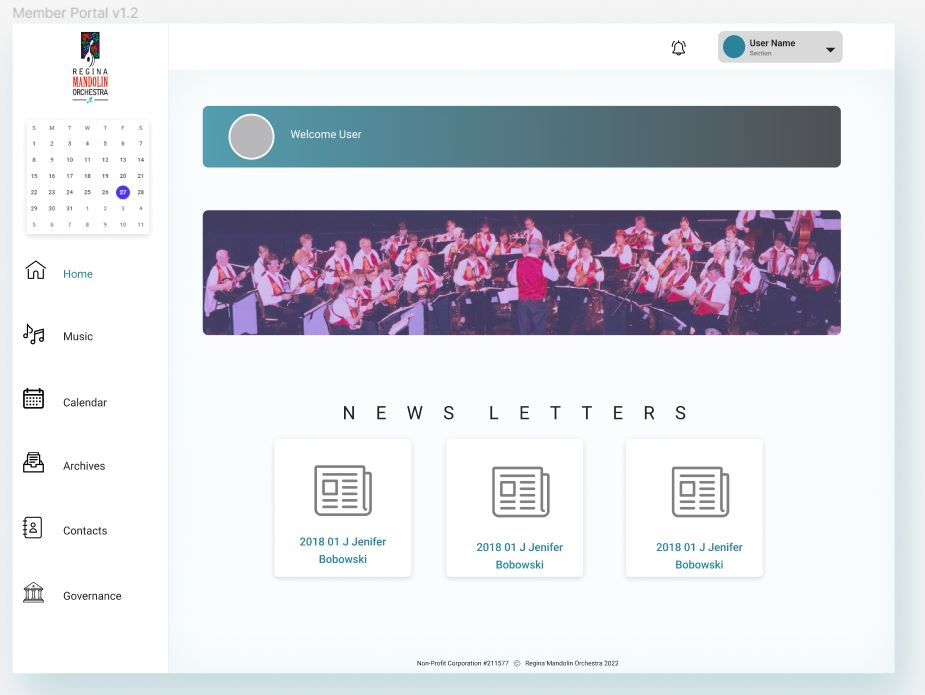 Member Portal v1.2
REGINA
MANDOLIN
ORCHESTRA
User Name
Section
S M T W T F S
1 2 3 4 5 6 7
8 9 10 11 12 13 14
15 16 17 18 19 20 21
22 23 24 25 26 27 28
29 30 31 1 2 3 4
5 6 7 8 9 10 11
Welcome User
Home
Music
Calendar
Archives
Contacts
Governance
NEWSLETTERS
2018 01 J Jenifer
Bobowski
2018 01 J Jenifer
Bobowski
2018 01 J Jenifer
Bobowski
Non-Profit Corporation #211577 © Regina Mandolin Orchestra 2022